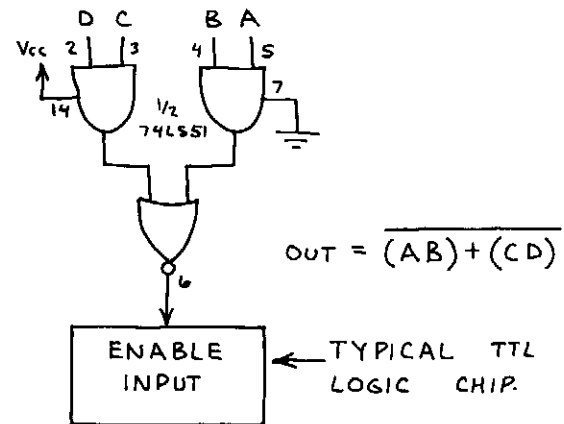 D C B A
Vcc 2 3 4 5
7
14
1/2
74LS51
6
OUT = (AB)+(CD)
ENABLE
INPUT
TYPICAL TTL
LOGIC CHIP.